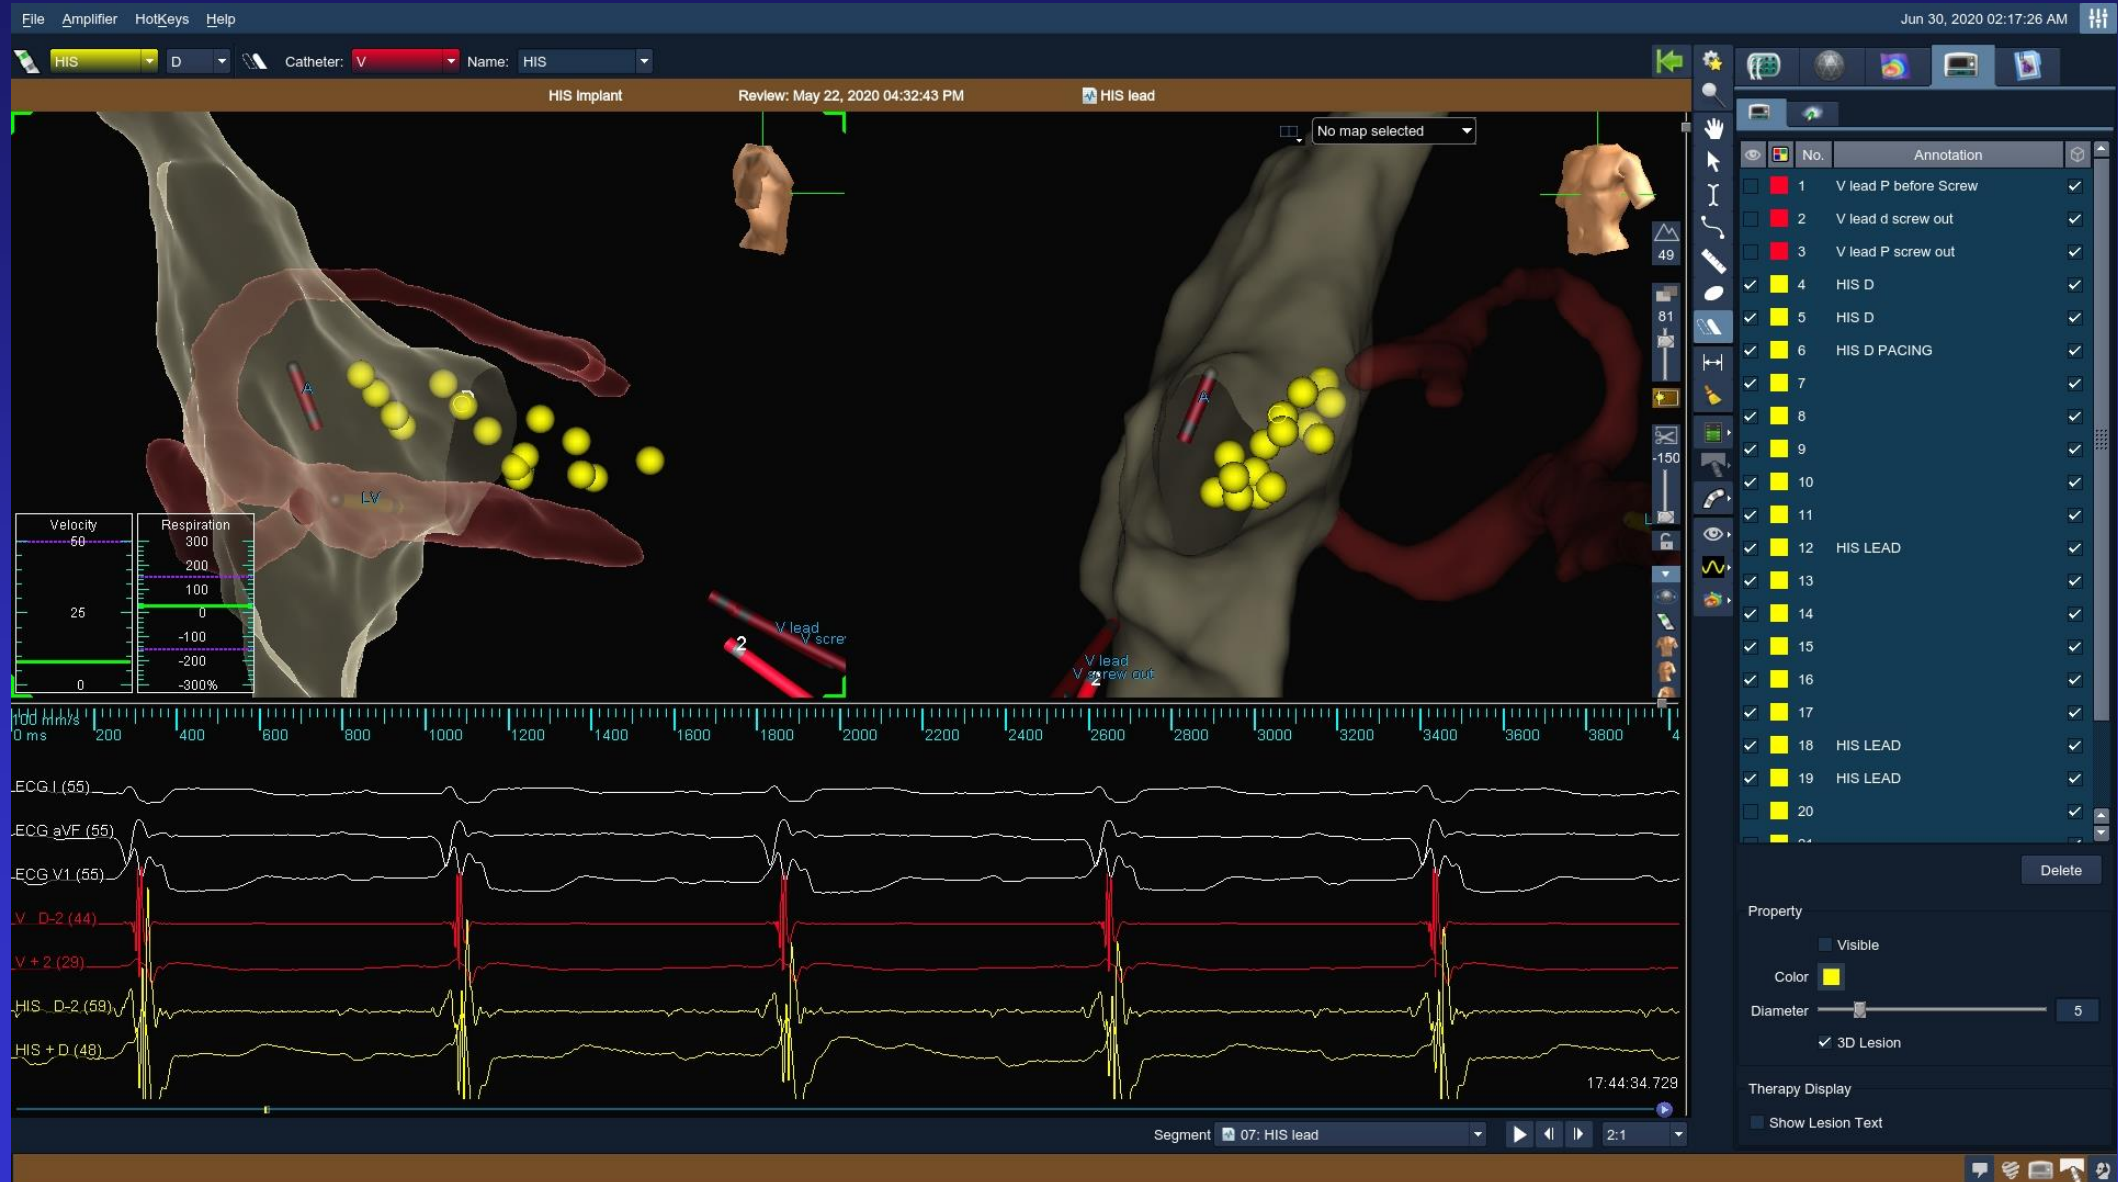 File Amplifier HotKeys Help Jun 30, 2020 02:17:26 AM
HIS D Catheter: V Name: HIS
HIS Implant Review: May 22, 2020 04:32:43 PM HIS lead
No map selected
49
81
-150
A
LV
A
L
Velocity
50
25
0
Respiration
300
200
100
0
-100
-200
-300%
V lead
V scre
2
V lead
V screw out
2
100 mm/s
0 ms 200 400 600 800 1000 1200 1400 1600 1800 2000 2200 2400 2600 2800 3000 3200 3400 3600 3800 4
ECG I (55)
ECG aVF (55)
ECG V1 (55)
V D-2 (44)
V + 2 (29)
HIS D-2 (59)
HIS + D (48)
17:44:34.729
Segment 07: HIS lead 2:1
No. Annotation
1 V lead P before Screw
2 V lead d screw out
3 V lead P screw out
4 HIS D
5 HIS D
6 HIS D PACING
7
8
9
10
11
12 HIS LEAD
13
14
15
16
17
18 HIS LEAD
19 HIS LEAD
20
Delete
Property
Visible
Color
Diameter 5
3D Lesion
Therapy Display
Show Lesion Text